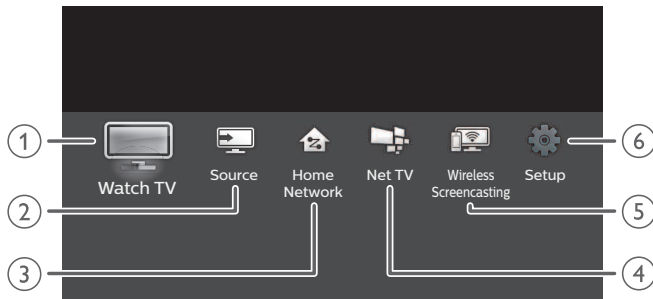 1
6
Watch TV
Source
Home
Network
Net TV
Wireless
Screencasting
Setup
2
5
3
4